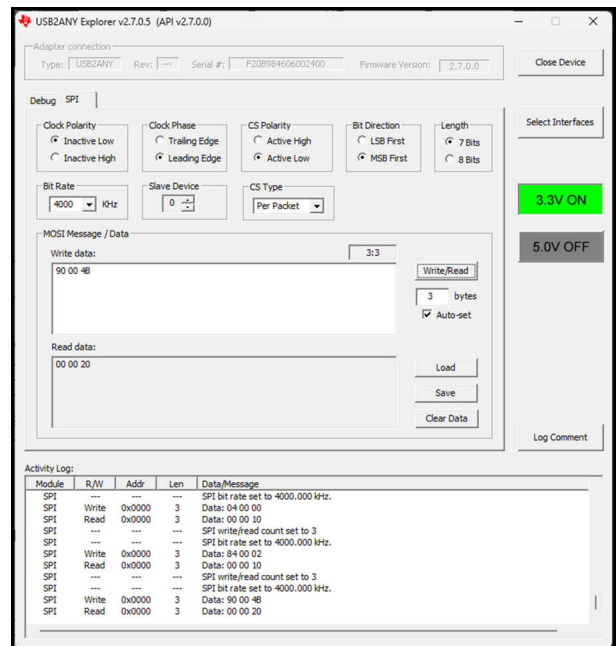 USB2ANY Explorer v2.7.0.5 (API v2.7.0.0)
Adapter connection
Type: USB2ANY Rev: --- Serial #: F20B984606002400 Firmware Version: 2.7.0.0
Close Device
Debug SPI
Select Interfaces
Clock Polarity Clock Phase CS Polarity Bit Direction Length
Inactive Low Trailing Edge Active High LSB First 7 Bits
Inactive High Leading Edge Active Low MSB First 8 Bits
Bit Rate Slave Device CS Type
4000 KHz 0 Per Packet
3.3V ON
5.0V OFF
MOSI Message / Data
Write data: 3:3
90 00 4B
Write/Read
3 bytes
Auto-set
Read data:
00 00 20
Load
Save
Clear Data
Log Comment
Activity Log:
Module R/W Addr Len Data/Message
SPI --- --- --- SPI bit rate set to 4000.000 kHz.
SPI Write 0x0000 3 Data: 04 00 00
SPI Read 0x0000 3 Data: 00 00 10
SPI --- --- --- SPI write/read count set to 3
SPI --- --- --- SPI bit rate set to 4000.000 kHz.
SPI Write 0x0000 3 Data: 84 00 02
SPI Read 0x0000 3 Data: 00 00 10
SPI --- --- --- SPI write/read count set to 3
SPI --- --- --- SPI bit rate set to 4000.000 kHz.
SPI Write 0x0000 3 Data: 90 00 4B
SPI Read 0x0000 3 Data: 00 00 20